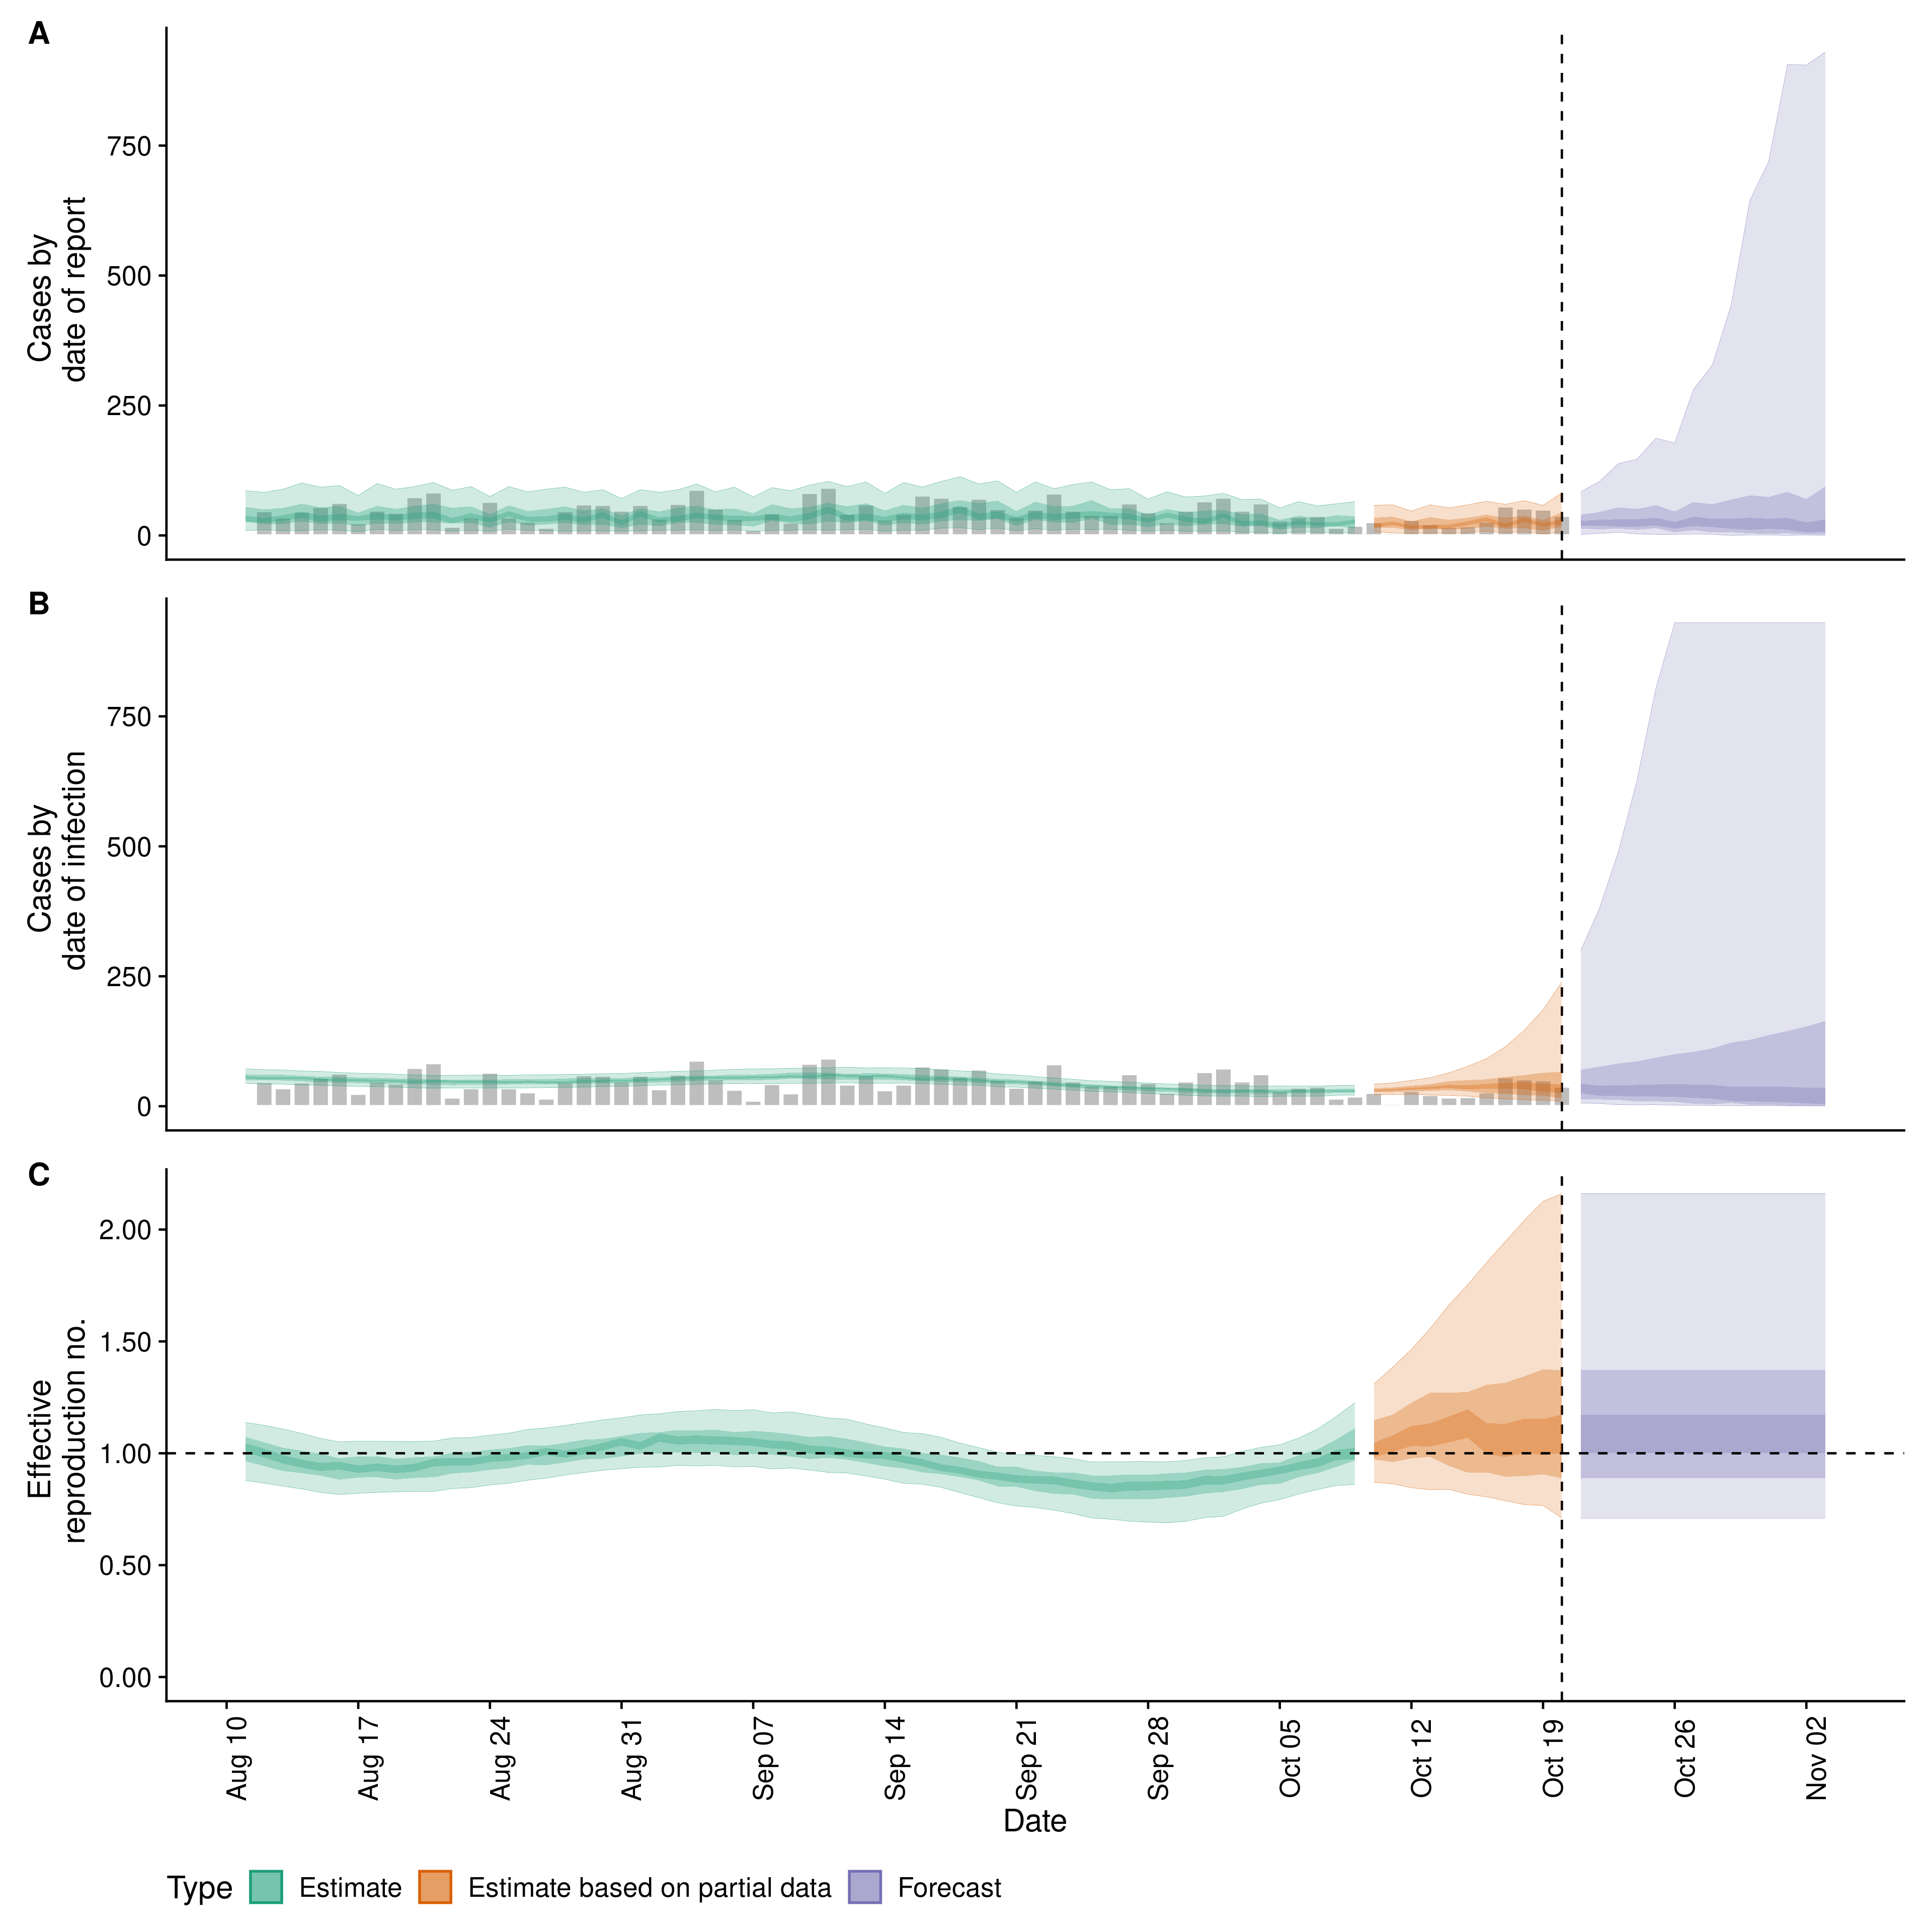 A
Cases by
date of report
750
500
250
0
B
Cases by
date of infection
750
500
250
0
C
Effective
reproduction no.
2.00
1.50
1.00
0.50
0.00
Aug 10
Aug 17
Aug 24
Aug 31
Sep 07
Sep 14
Sep 21
Sep 28
Oct 05
Oct 12
Oct 19
Oct 26
Nov 02
Date
Type Estimate Estimate based on partial data Forecast